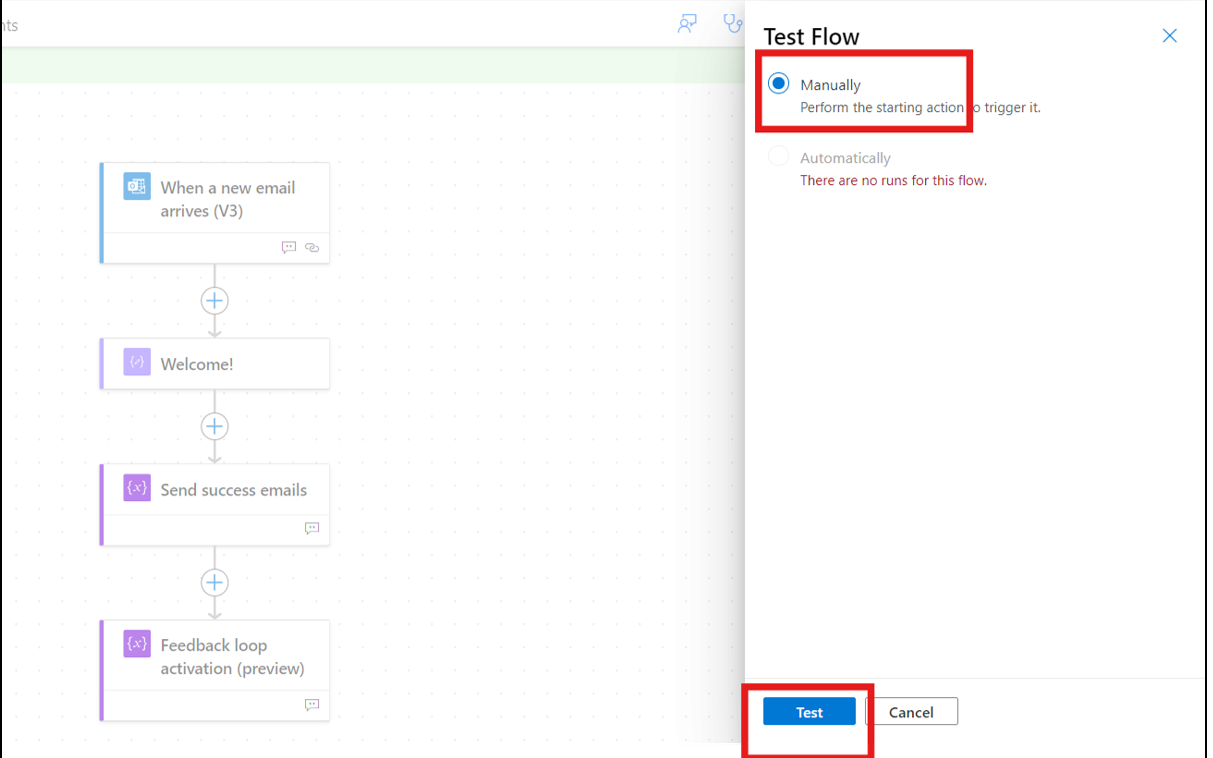 nts
Test Flow
Manually
Perform the starting action o trigger it.
Automatically
There are no runs for this flow.
When a new email
arrives (V3)
Welcome!
Send success emails
Feedback loop
activation (preview)
Test
Cancel